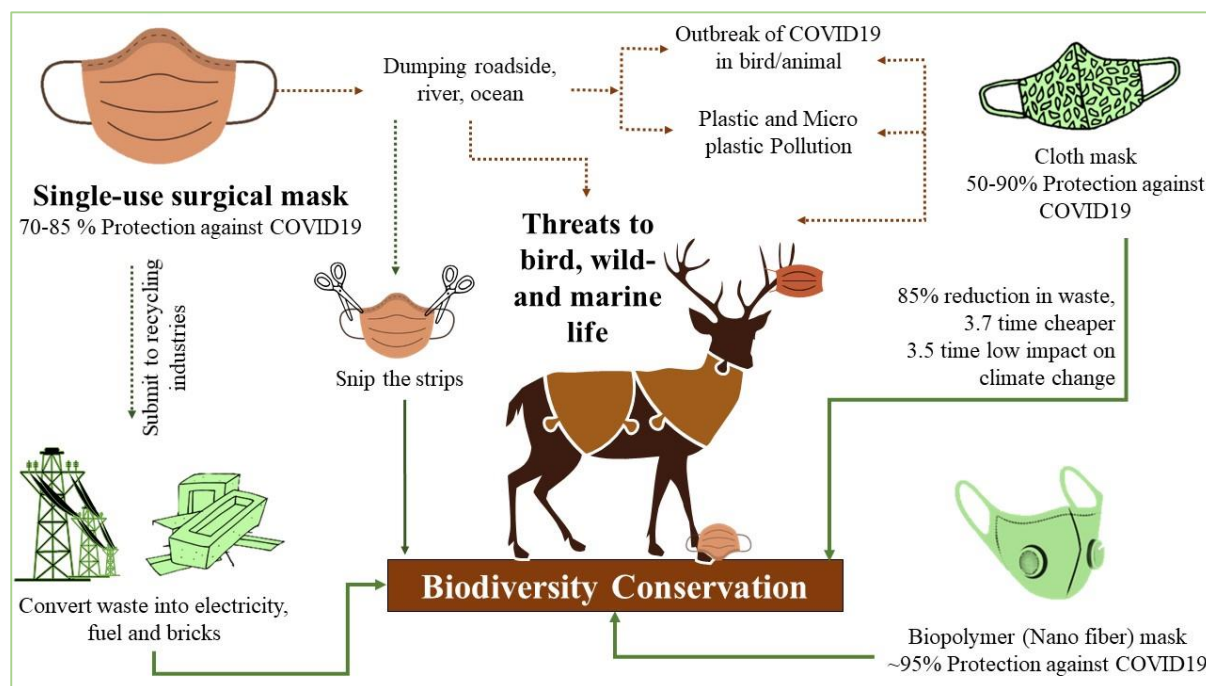 Single-use surgical mask
70-85 % Protection against COVID19
Dumping roadside,
river, ocean
Outbreak of COVID19
in bird/animal
Plastic and Micro
plastic Pollution
Cloth mask
50-90% Protection against
COVID19
Threats to
bird, wild-
and marine
life
Submit to recycling
industries
Snip the strips
85% reduction in waste,
3.7 time cheaper
3.5 time low impact on
climate change
Convert waste into electricity,
fuel and bricks
Biodiversity Conservation
Biopolymer (Nano fiber) mask
~95% Protection against COVID19